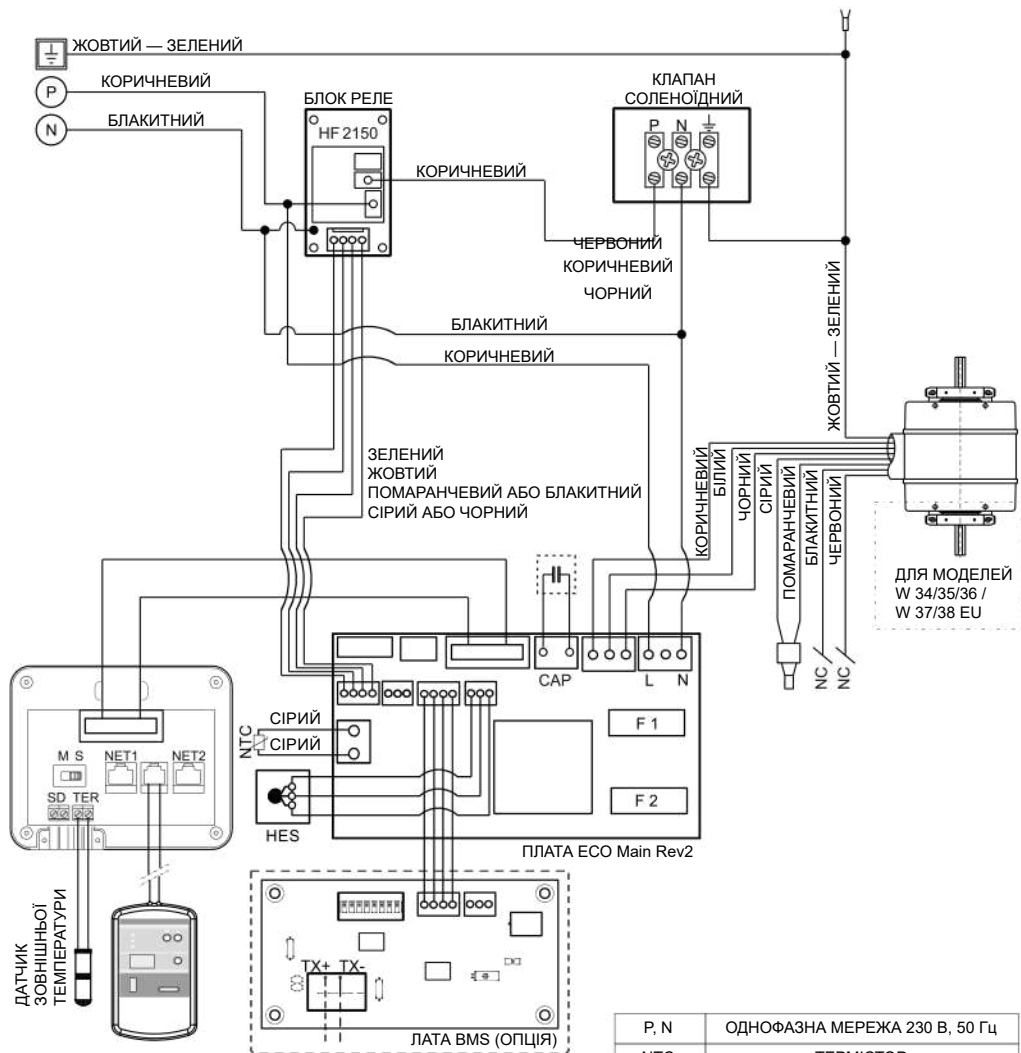 ЖОВТИЙ — ЗЕЛЕНИЙ
P
КОРИЧНЕВИЙ
N
БЛАКИТНИЙ
БЛОК РЕЛЕ
HF 2150
КЛАПАН
СОЛЕНОЇДНИЙ
P N
КОРИЧНЕВИЙ
ЧЕРВОНИЙ
КОРИЧНЕВИЙ
ЧОРНИЙ
БЛАКИТНИЙ
КОРИЧНЕВИЙ
ЖОВТИЙ — ЗЕЛЕНИЙ
ЗЕЛЕНИЙ
ЖОВТИЙ
ПОМАРАНЧЕВИЙ АБО БЛАКИТНИЙ
СІРИЙ АБО ЧОРНИЙ
КОРИЧНЕВИЙ
БІЛИЙ
ЧОРНИЙ
СІРИЙ
ПОМАРАНЧЕВИЙ
БЛАКИТНИЙ
ЧЕРВОНИЙ
NC
NC
ДЛЯ МОДЕЛЕЙ
W 34/35/36 /
W 37/38 EU
CAP
L N
F 1
F 2
СІРИЙ
СІРИЙ
NTC
HES
ПЛАТА ECO Main Rev2
M S
NET1
NET2
SD TER
ДАТЧИК
ЗОВНІШНЬОЇ
ТЕМПЕРАТУРИ
TX+ TX-
ЛАТА BMS (ОПЦІЯ)
P, N ОДНОФАЗНА МЕРЕЖА 230 В, 50 Гц
NTC ТЕРМІСТОР